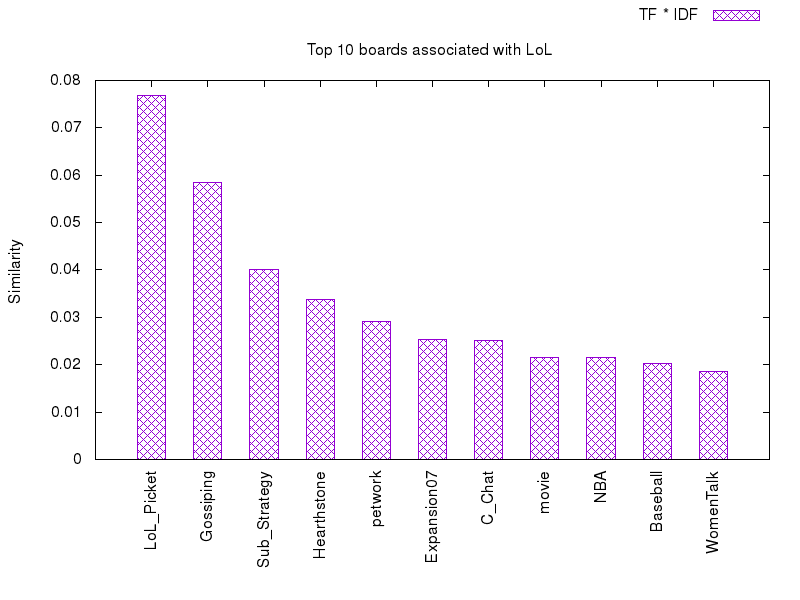 TF * IDF
Top 10 boards associated with LoL
0.08
0.07
0.06
0.05
0.04
0.03
0.02
0.01
0
Similarity
LoL_Picket
Gossiping
Sub_Strategy
Hearthstone
petwork
Expansion07
C_Chat
movie
NBA
Baseball
WomenTalk